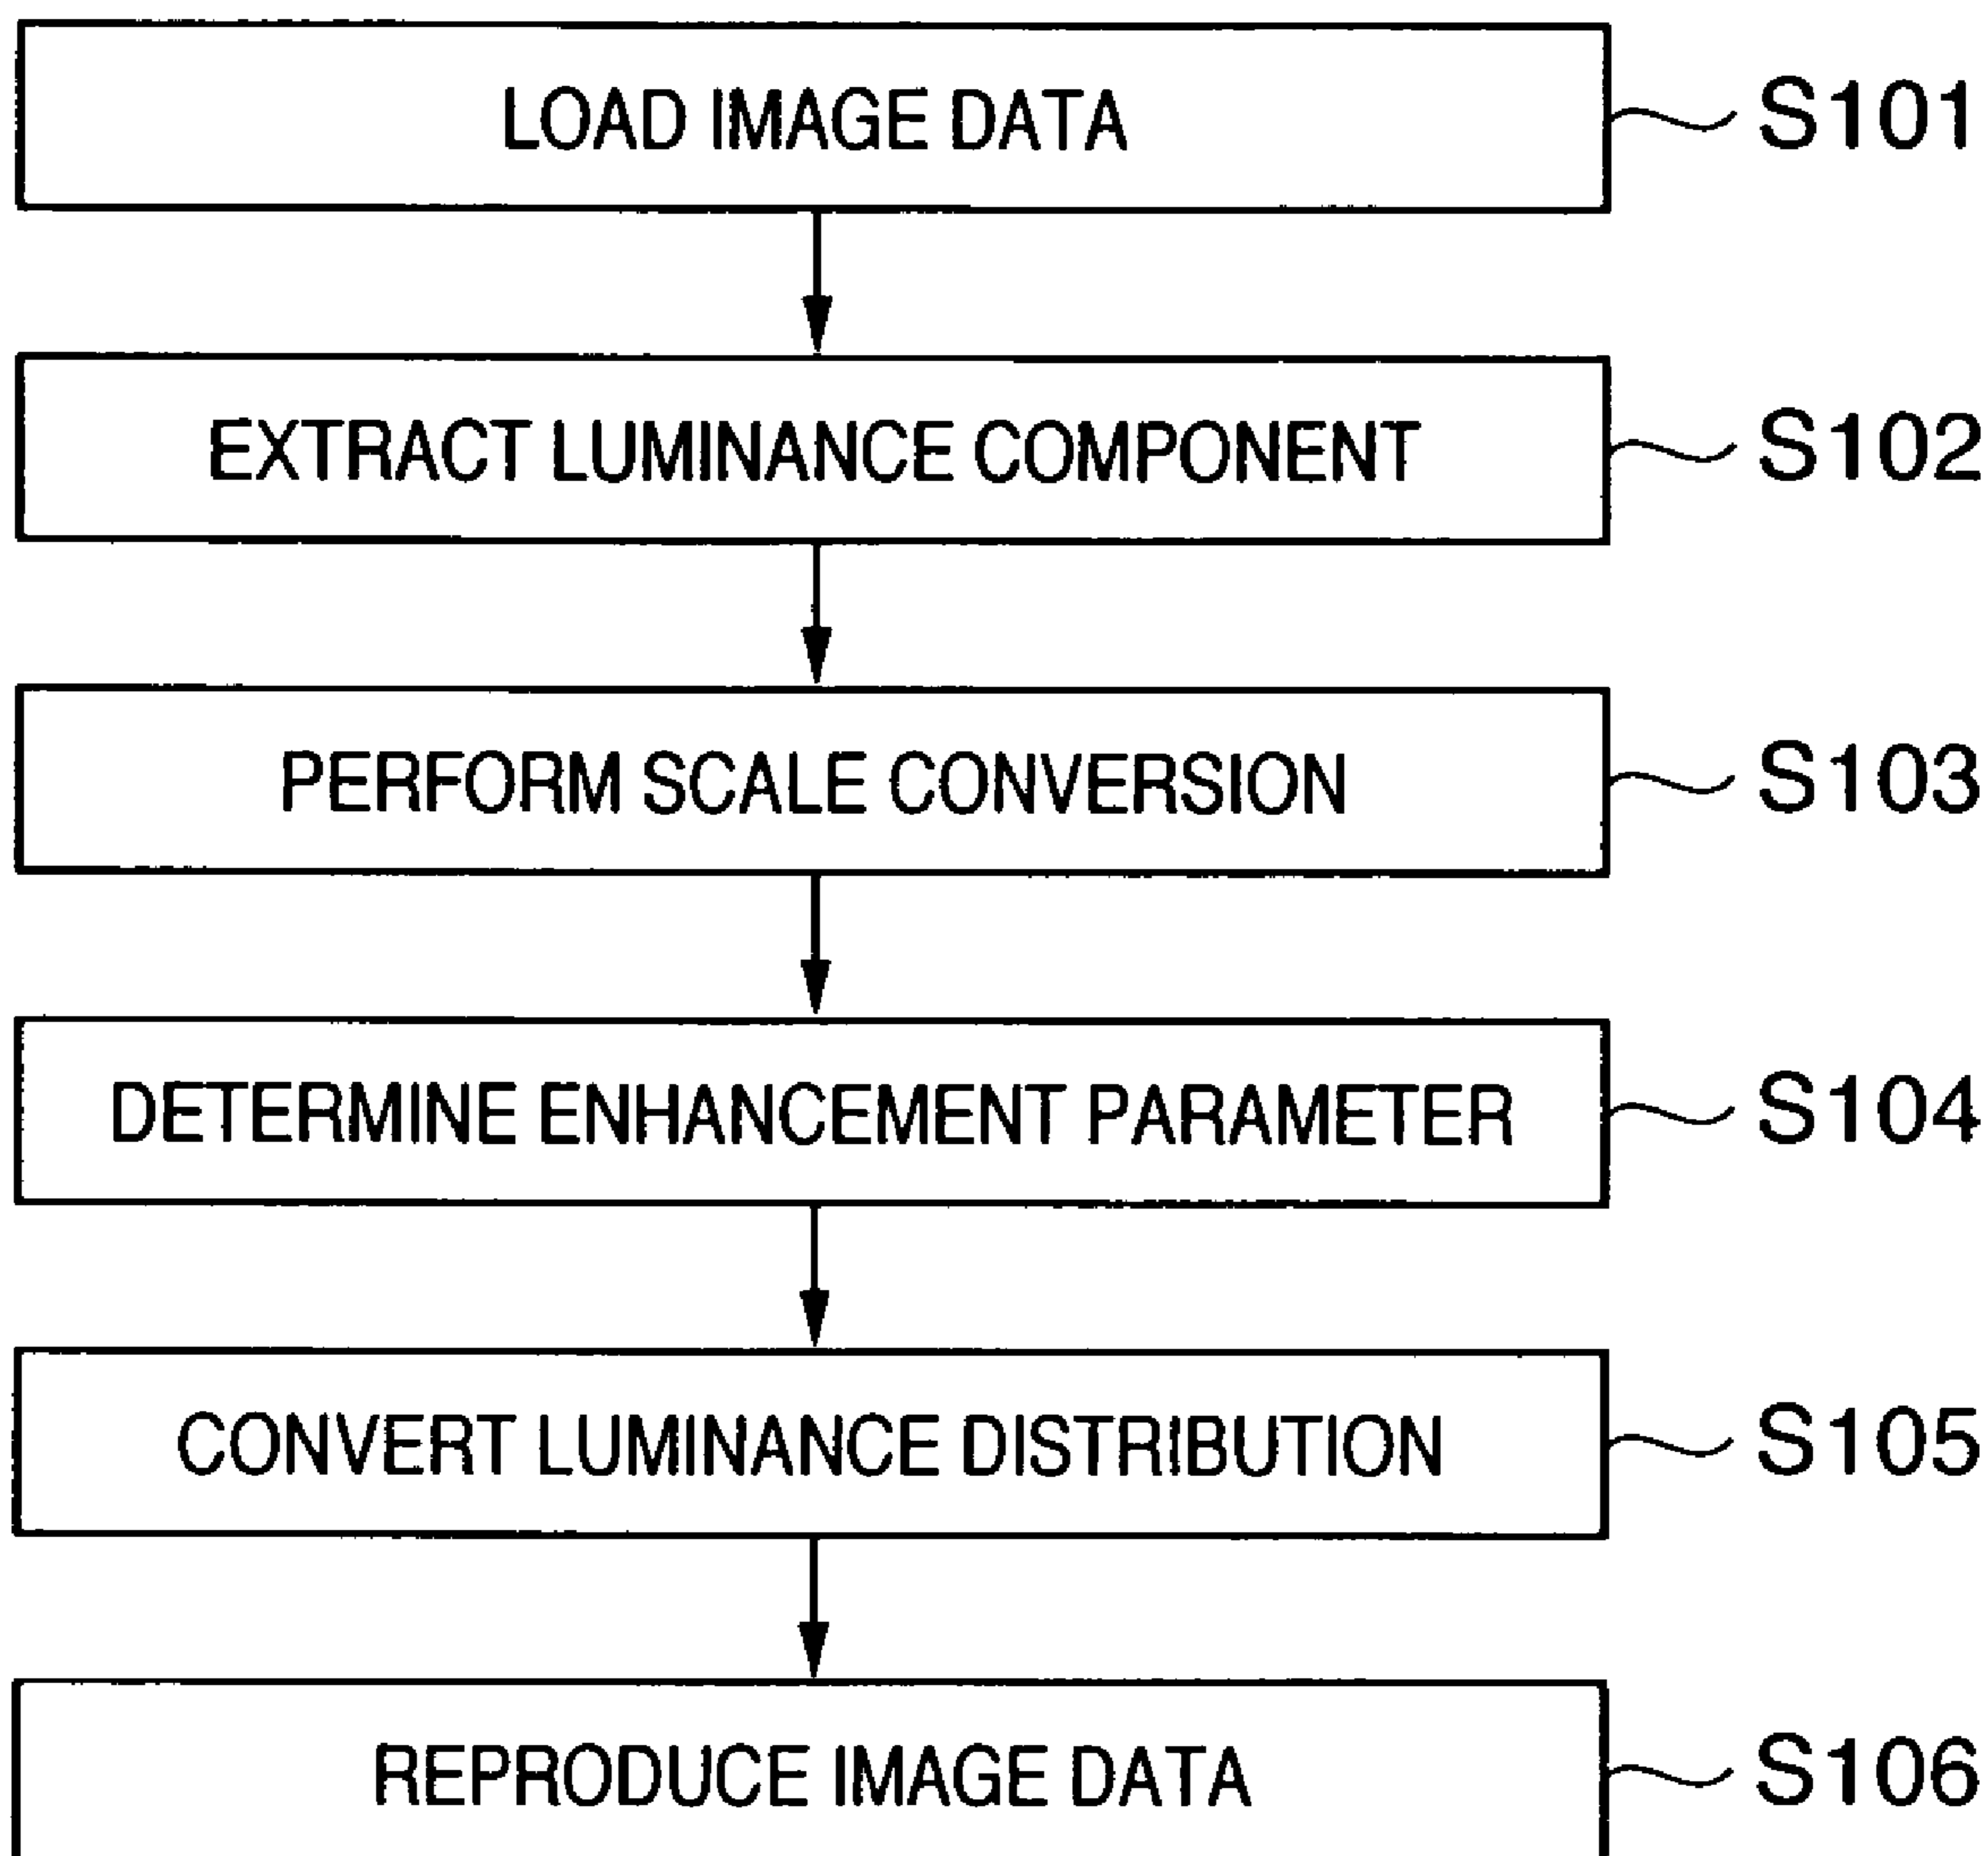 LOAD IMAGE DATA S101
EXTRACT LUMINANCE COMPONENT S102
PERFORM SCALE CONVERSION S103
DETERMINE ENHANCEMENT PARAMETER S104
CONVERT LUMINANCE DISTRIBUTION S105
REPRODUCE IMAGE DATA S106